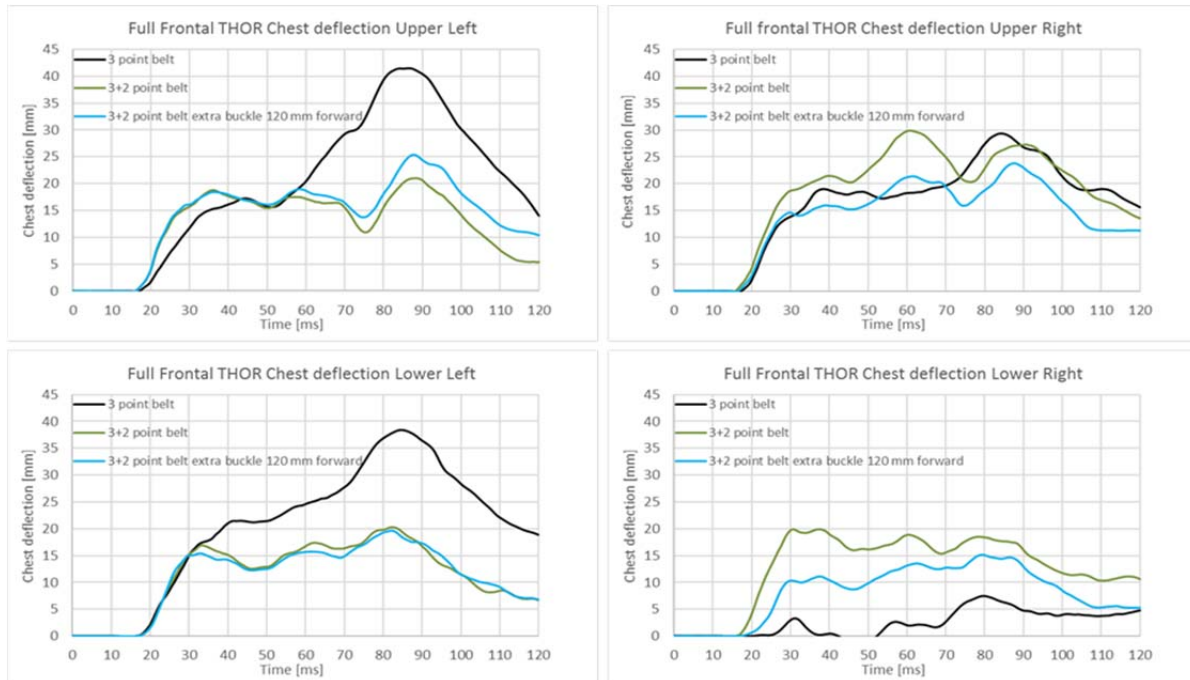 Full Frontal THOR Chest deflection Upper Left
45
40
35
30
25
20
15
10
5
0
Chest deflection [mm]
3 point belt
3+2 point belt
3+2 point belt extra buckle 120 mm forward
0 10 20 30 40 50 60 70 80 90 100 110 120
Time [ms]
Full frontal THOR Chest deflection Upper Right
45
40
35
30
25
20
15
10
5
0
Chest deflection [mm]
3 point belt
3+2 point belt
3+2 point belt extra buckle 120 mm forward
0 10 20 30 40 50 60 70 80 90 100 110 120
Time [ms]
Full Frontal THOR Chest deflection Lower Left
45
40
35
30
25
20
15
10
5
0
Chest deflection [mm]
3 point belt
3+2 point belt
3+2 point belt extra buckle 120 mm forward
0 10 20 30 40 50 60 70 80 90 100 110 120
Time [ms]
Full Frontal THOR Chest deflection Lower Right
45
40
35
30
25
20
15
10
5
0
Chest deflection [mm]
3 point belt
3+2 point belt
3+2 point belt extra buckle 120 mm forward
0 10 20 30 40 50 60 70 80 90 100 110 120
Time [ms]